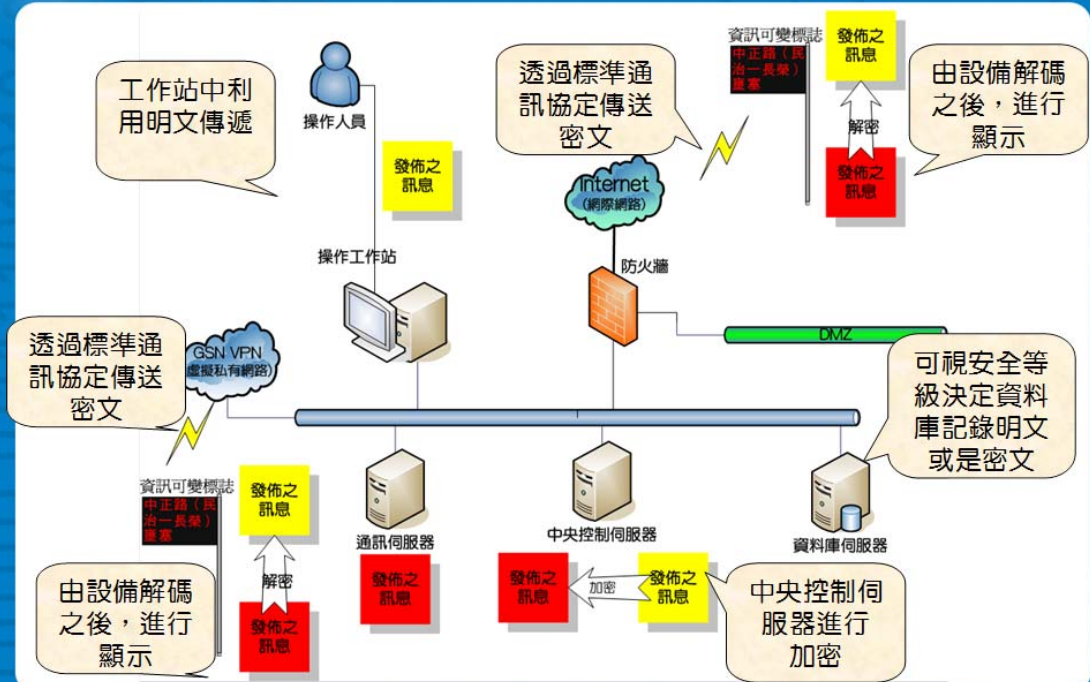 工作站中利
用明文傳遞
操作人員
發佈之
訊息
操作工作站
透過標準通
訊協定傳送
密文
資訊可變標誌
中正路（民
治一長榮）
壅塞
發佈之
訊息
解密
發佈之
訊息
由設備解碼
之後，進行
顯示
Internet
(網際網路)
防火牆
DMZ
透過標準通
訊協定傳送
密文
GSN VPN
虛擬私有網路)
可視安全等
級決定資料
庫記錄明文
或是密文
資訊可變標誌
中正路（民
治一長榮）
壅塞
發佈之
訊息
解密
發佈之
訊息
由設備解碼
之後，進行
顯示
通訊伺服器
發佈之
訊息
中央控制伺服器
發佈之
訊息
加密
發佈之
訊息
中央控制伺
服器進行
加密
資料庫伺服器